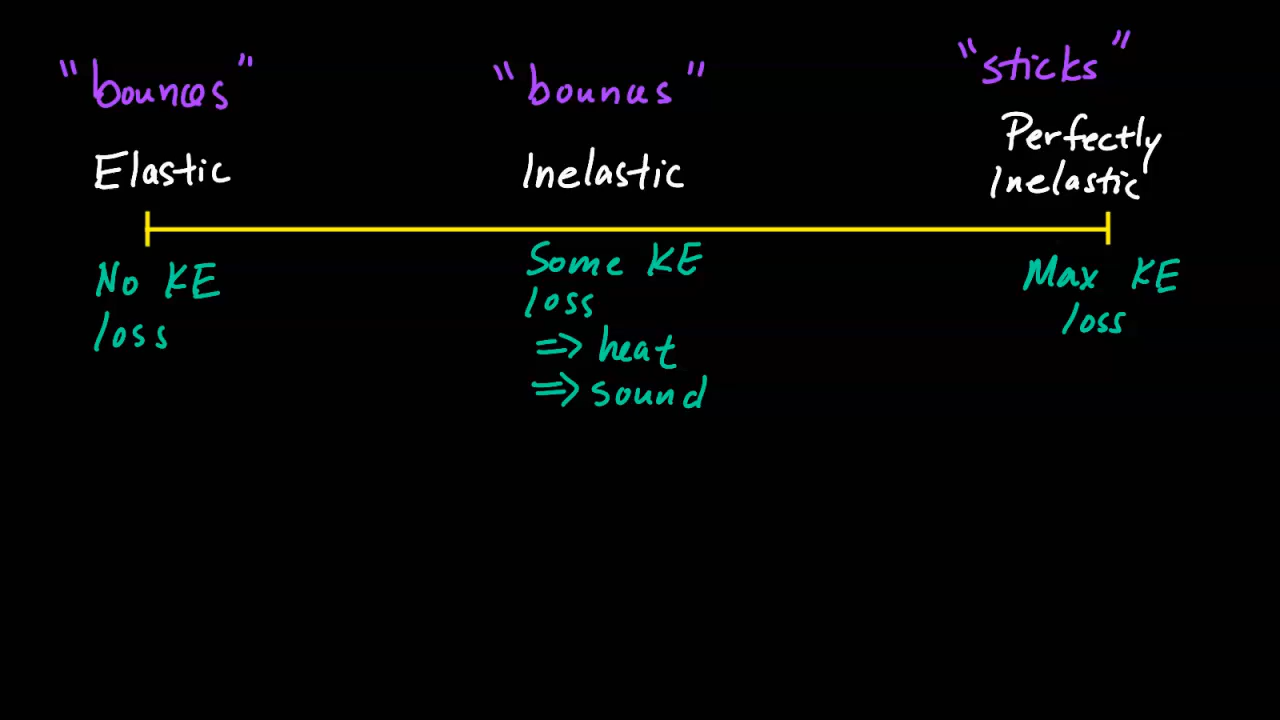 "bounces"
Elastic
No KE
loss
"bounces"
Inelastic
Some KE
loss
⇒ heat
⇒ sound
"sticks"
Perfectly
Inelastic
Max KE
loss